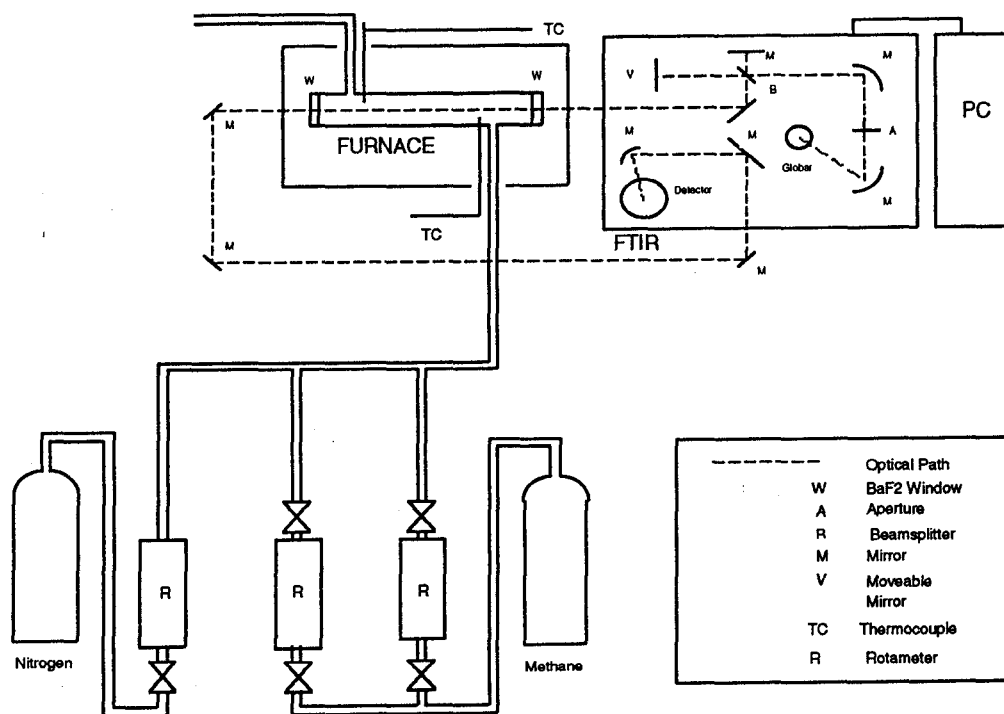 TC
M
M
V
B
W
W
M
M
M
A
PC
FURNACE
Globar
M
Detector
TC
FTIR
M
M
R
R
R
Nitrogen
Methane
Optical Path
W BaF2 Window
A Aperture
R Beamsplitter
M Mirror
V Moveable
Mirror
TC Thermocouple
R Rotameter